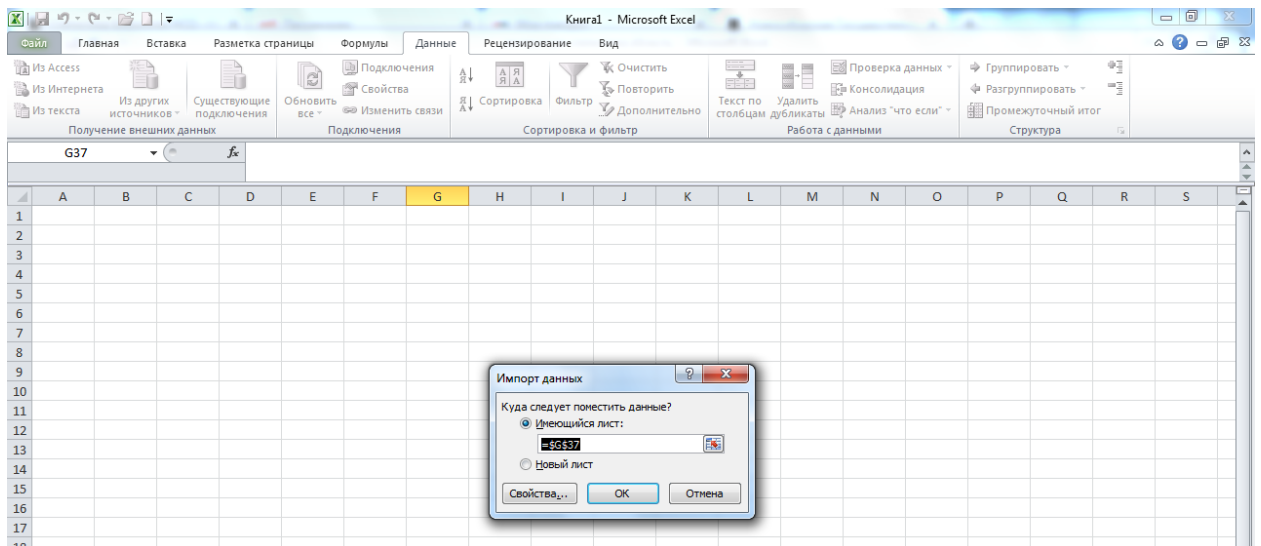 Книга1 - Microsoft Excel
Файл Главная Вставка Разметка страницы Формулы Данные Рецензирование Вид
Из Access
Из Интернета
Из текста
Из других источников
Существующие подключения
Получение внешних данных
Обновить все
Подключения
Свойства
Изменить связи
Подключения
Сортировка
Фильтр
Очистить
Повторить
Дополнительно
Сортировка и фильтр
Текст по столбцам
Удалить дубликаты
Проверка данных
Консолидация
Анализ "что если"
Работа с данными
Группировать
Разгруппировать
Промежуточный итог
Структура
G37 fx
A B C D E F G H I J K L M N O P Q R S
1
2
3
4
5
6
7
8
9
10
11
12
13
14
15
16
17
18
Импорт данных
Куда следует поместить данные?
Имеющийся лист:
=$G$37
Новый лист
Свойства... ОК Отмена